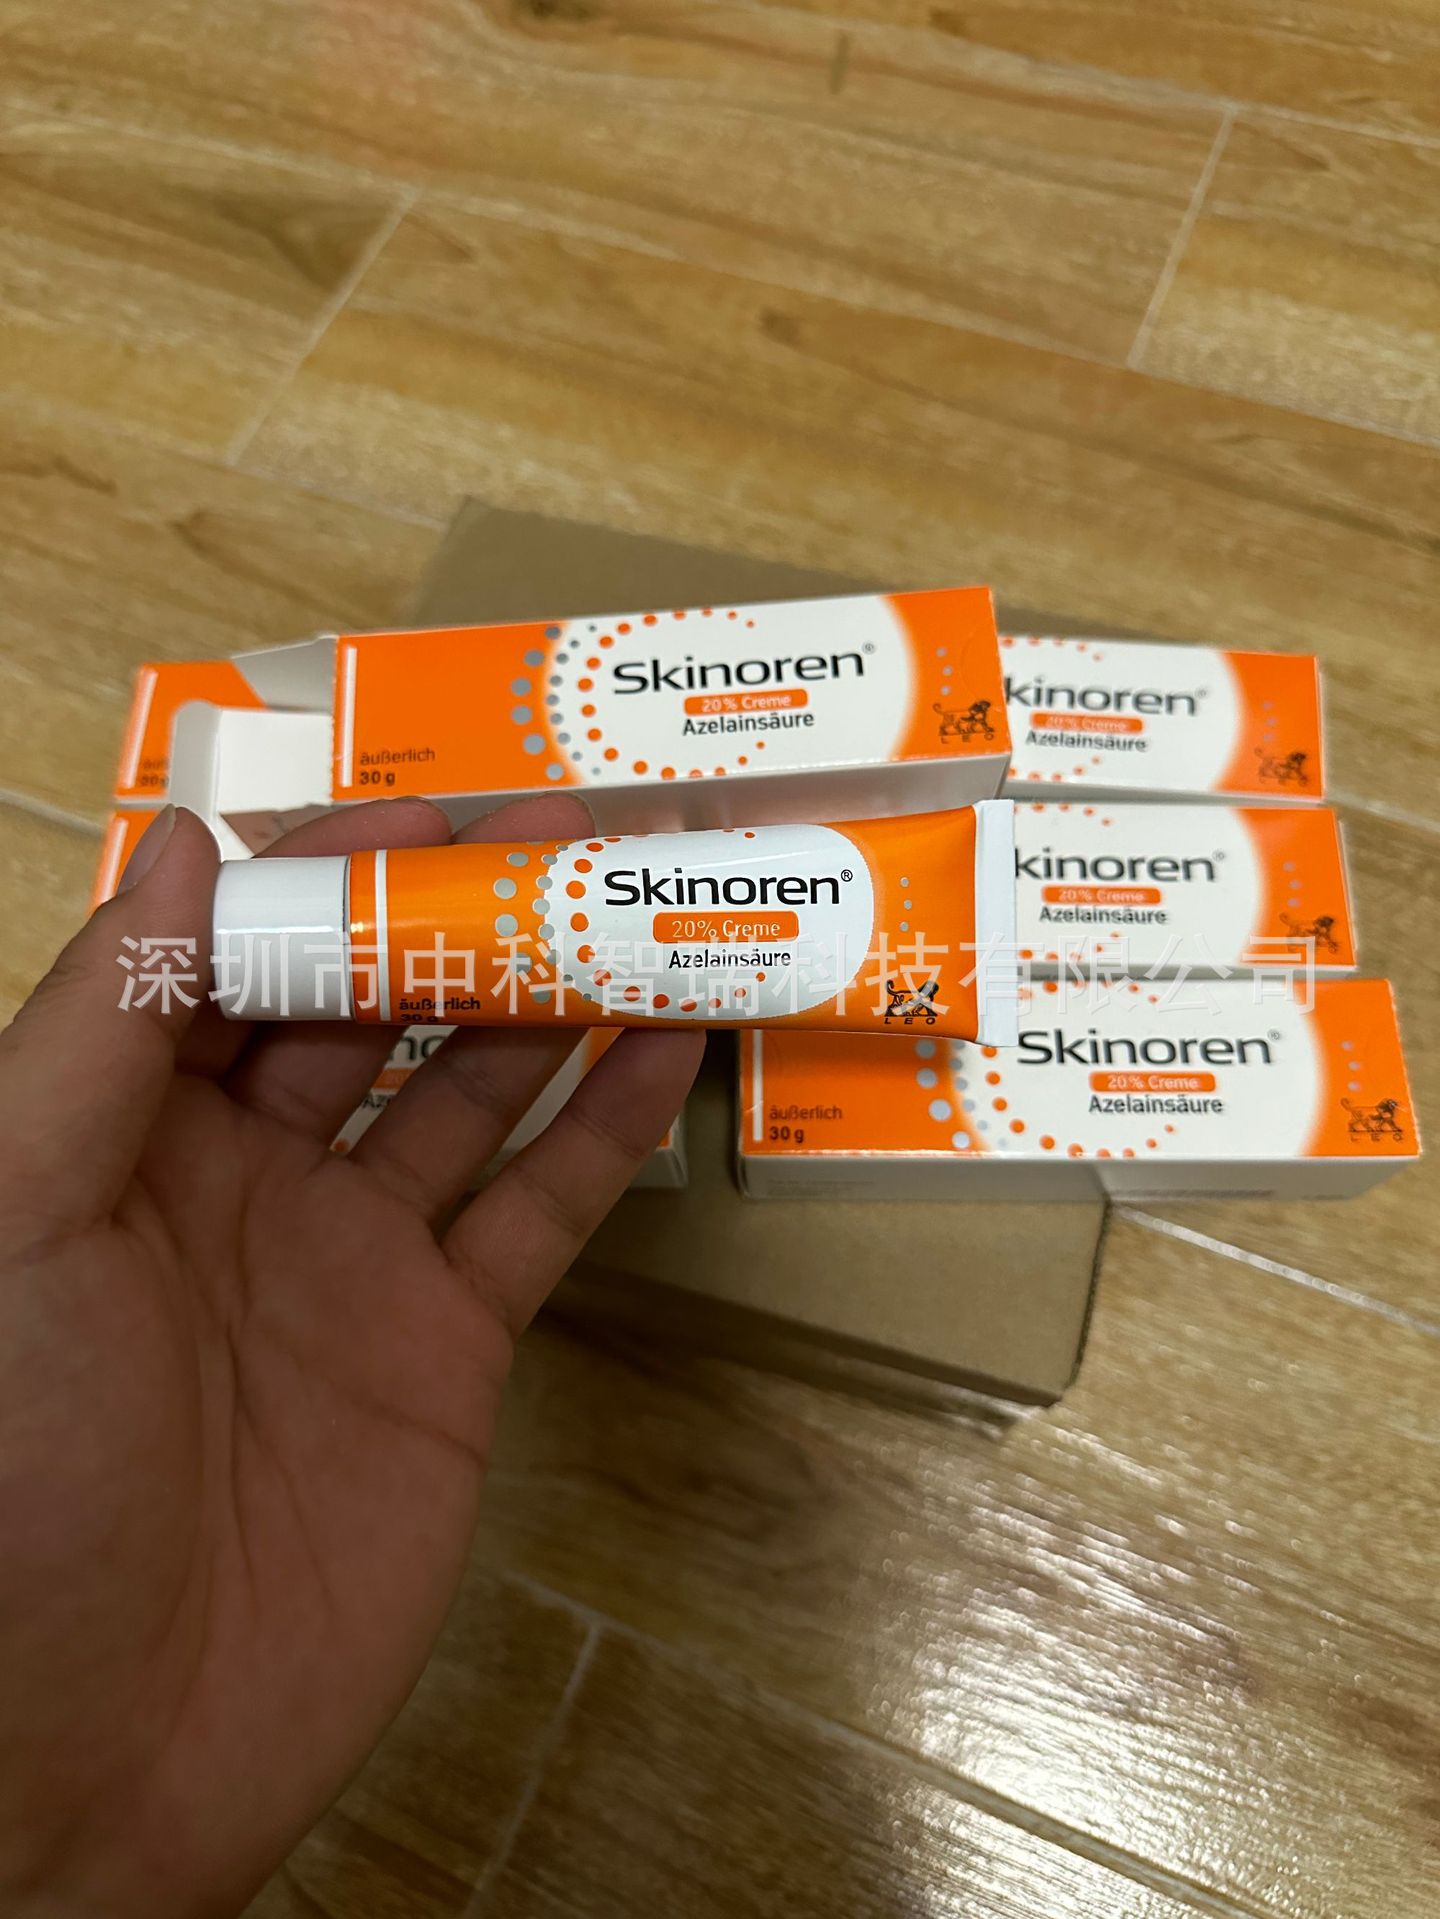 Skinoren®
20% Creme
Azelainsäure
äußerlich
30 g
LEO
kinoren®
20% Creme
Azelainsäure
30g
kinoren®
20% Creme
Azelainsäure
Skinoren®
20% Creme
Azelainsäure
äußerlich
30 g
LEO
深圳市中科智瑞科技有限公司
Skinoren®
20% Creme
Azelainsäure
äußerlich
30 g
LEO